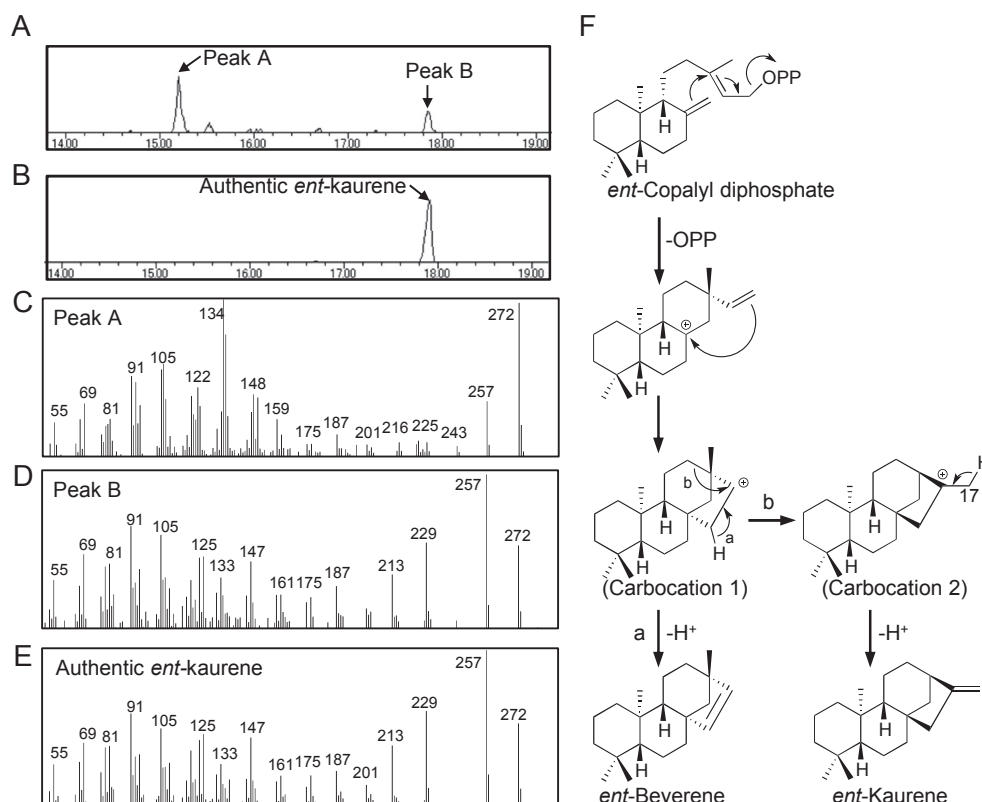 A
Peak A
Peak B
14.00 15.00 16.00 17.00 18.00 19.00
B
Authentic ent-kaurene
14.00 15.00 16.00 17.00 18.00 19.00
C
Peak A
55 69 81 91 105 122 134 148 159 175 187 201 216 225 243 257 272
D
Peak B
55 69 81 91 105 125 133 147 161 175 187 213 229 257 272
E
Authentic ent-kaurene
55 69 81 91 105 125 133 147 161 175 187 201 213 229 257 272
F
OPP
H
ent-Copalyl diphosphate
-OPP
⊕
H
H
b
⊕
H
a
H
H
(Carbocation 1)
b
⊕
H
17
H
H
(Carbocation 2)
a
-H+
-H+
H
H
ent-Beyerene
H
H
ent-Kaurene